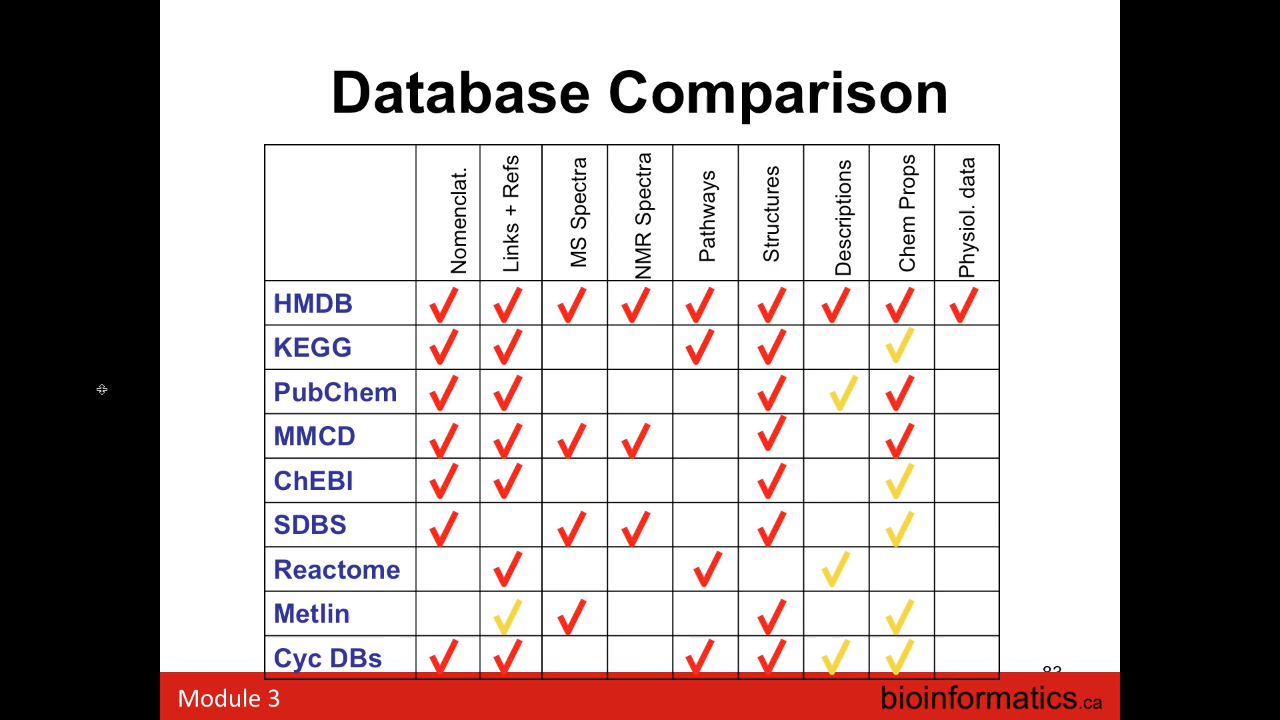 Database Comparison
Nomenclat.
Links + Refs
MS Spectra
NMR Spectra
Pathways
Structures
Descriptions
Chem Props
Physiol. data
HMDB
KEGG
PubChem
MMCD
ChEBI
SDBS
Reactome
Metlin
Cyc DBs
83
Module 3
bioinformatics.ca